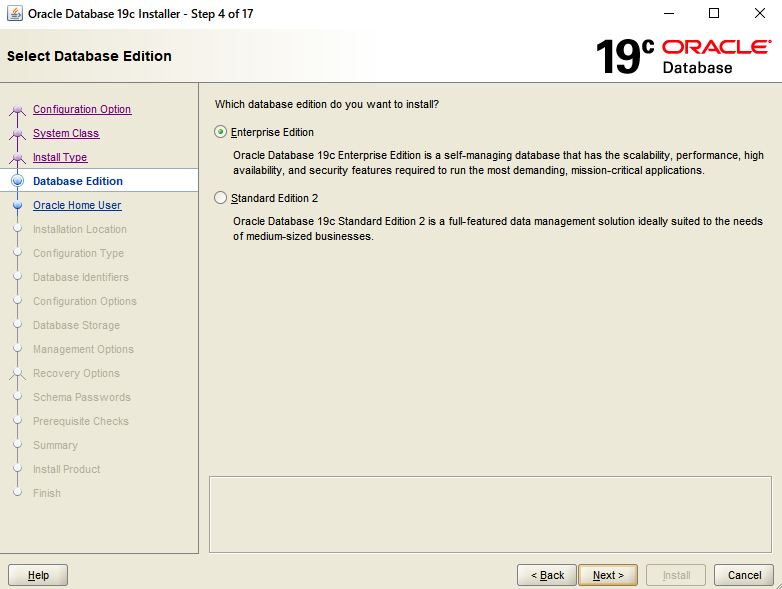 Oracle Database 19c Installer - Step 4 of 17
Select Database Edition
19c ORACLE®
Database
Configuration Option
System Class
Install Type
Database Edition
Oracle Home User
Installation Location
Configuration Type
Database Identifiers
Configuration Options
Database Storage
Management Options
Recovery Options
Schema Passwords
Prerequisite Checks
Summary
Install Product
Finish
Which database edition do you want to install?
Enterprise Edition
Oracle Database 19c Enterprise Edition is a self-managing database that has the scalability, performance, high
availability, and security features required to run the most demanding, mission-critical applications.
Standard Edition 2
Oracle Database 19c Standard Edition 2 is a full-featured data management solution ideally suited to the needs
of medium-sized businesses.
Help
< Back
Next >
Install
Cancel